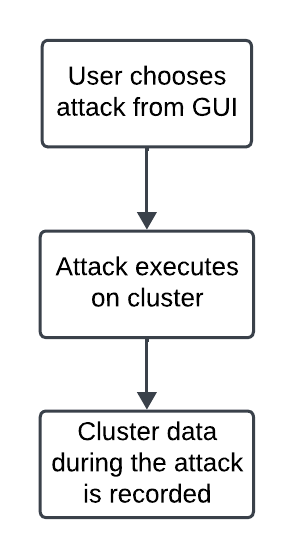 User chooses
attack from GUI
Attack executes
on cluster
Cluster data
during the attack
is recorded